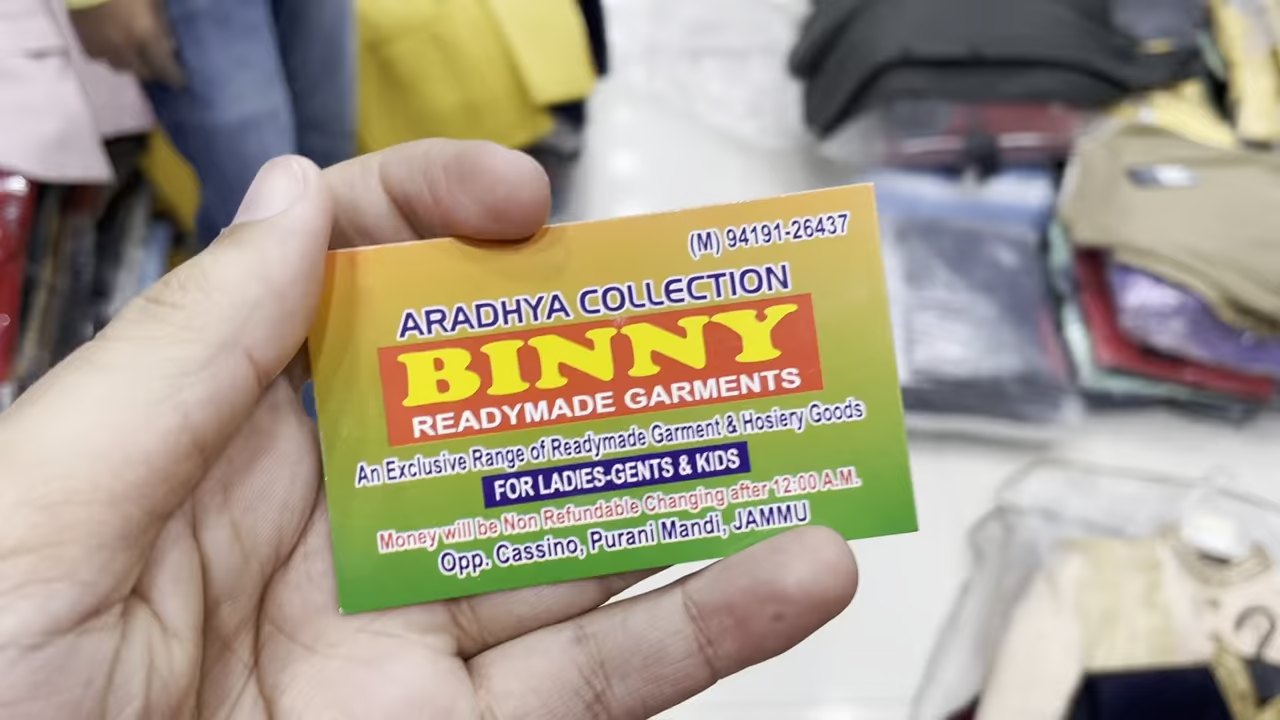 (M) 94191-26437
ARADHYA COLLECTION
BINNY
READYMADE GARMENTS
An Exclusive Range of Readymade Garment & Hosiery Goods
FOR LADIES-GENTS & KIDS
Money will be Non Refundable Changing after 12:00 A.M.
Opp. Cassino, Purani Mandi, JAMMU